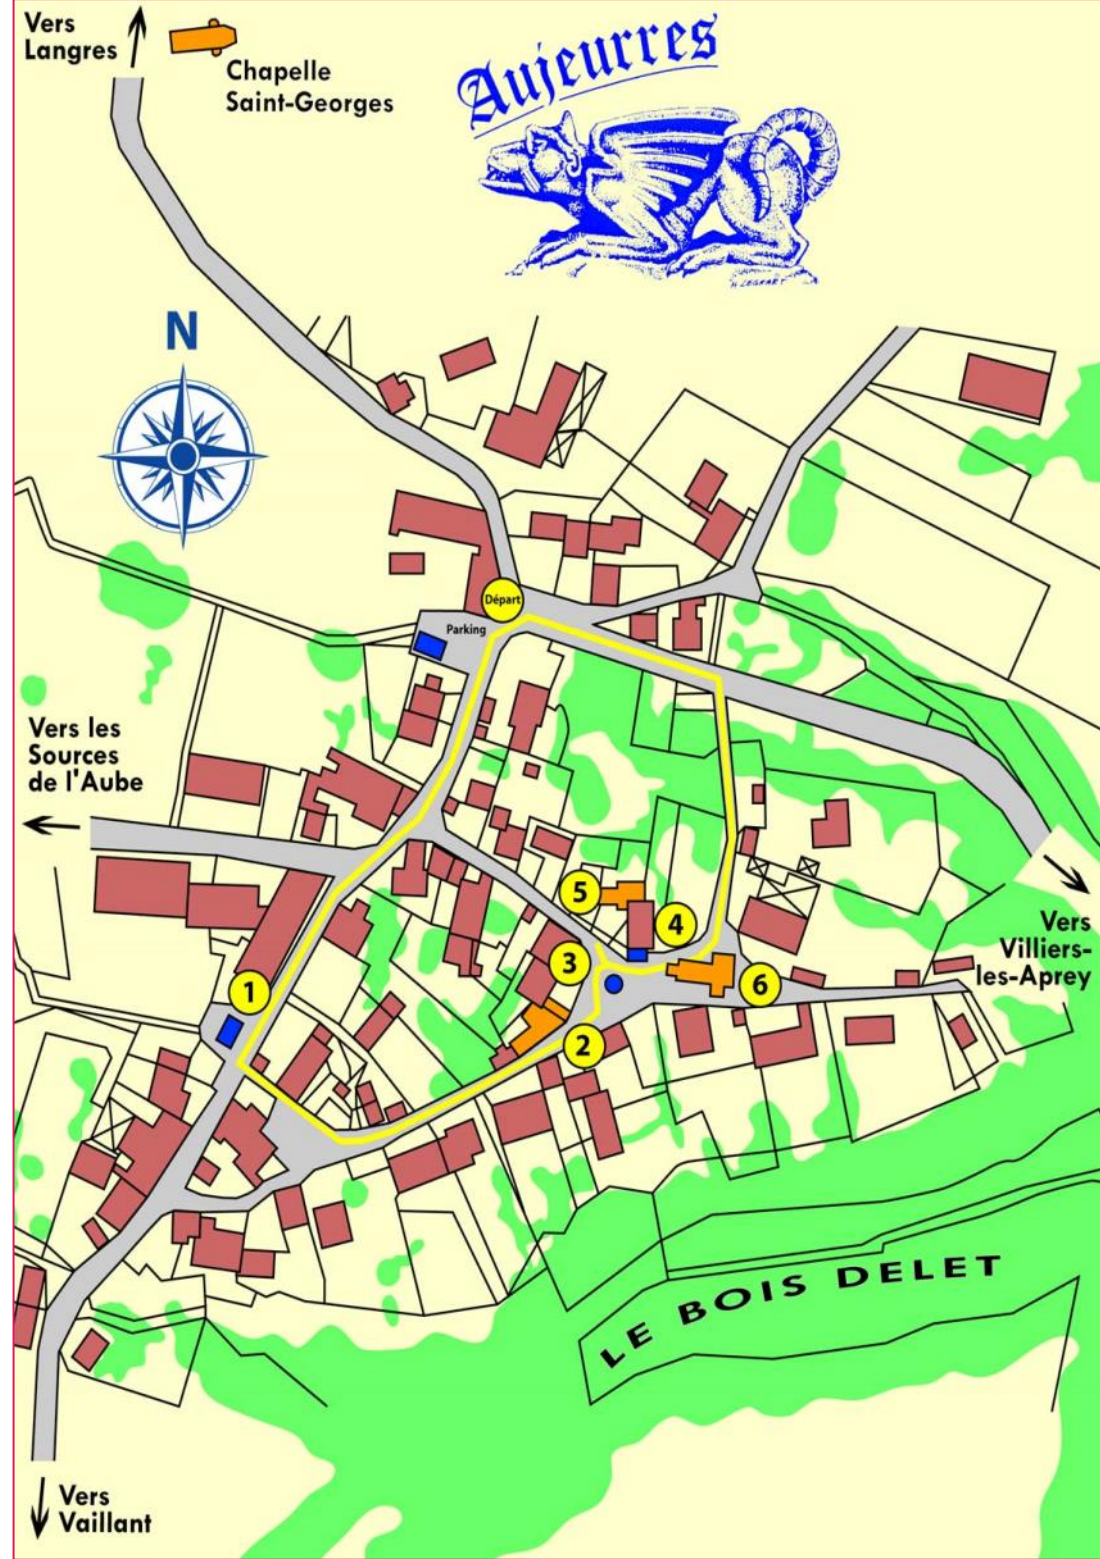 Vers
Langres
Chapelle
Saint-Georges
Aujeurres
H LEGRART
N
Départ
Parking
Vers les
Sources
de l'Aube
5
4
3
6
1
2
Vers
Villiers-
les-Aprey
LE BOIS DELET
Vers
Vaillant